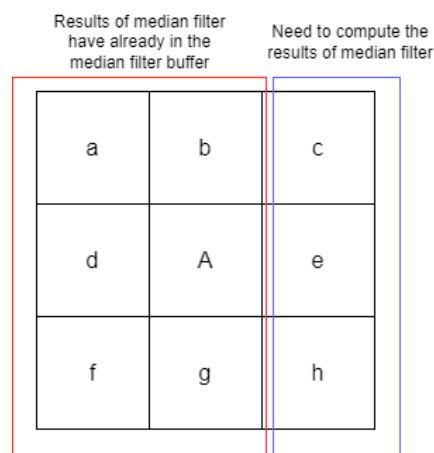 Results of median filter
have already in the
median filter buffer
Need to compute the
results of median filter
a b c
d A e
f g h